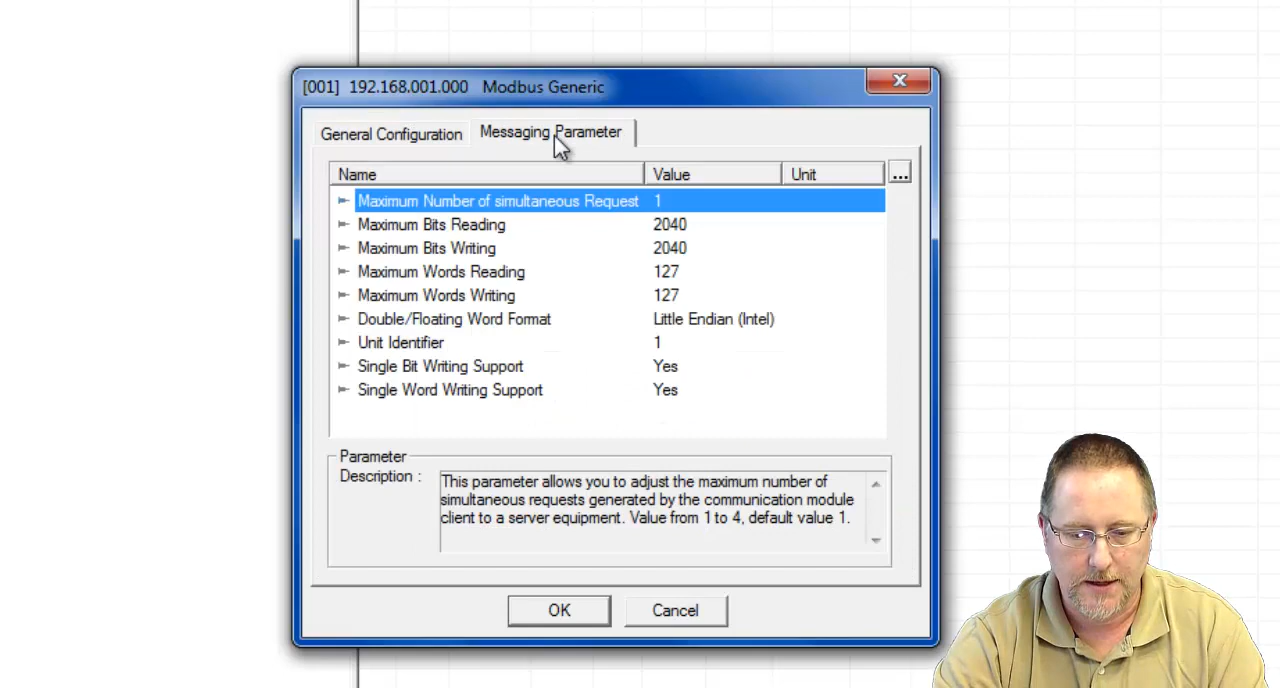 [001] 192.168.001.000 Modbus Generic
General Configuration Messaging Parameter
Name Value Unit ...
Maximum Number of simultaneous Request 1
Maximum Bits Reading 2040
Maximum Bits Writing 2040
Maximum Words Reading 127
Maximum Words Writing 127
Double/Floating Word Format Little Endian (Intel)
Unit Identifier 1
Single Bit Writing Support Yes
Single Word Writing Support Yes
Parameter
Description : This parameter allows you to adjust the maximum number of
simultaneous requests generated by the communication module
client to a server equipment. Value from 1 to 4, default value 1.
OK Cancel